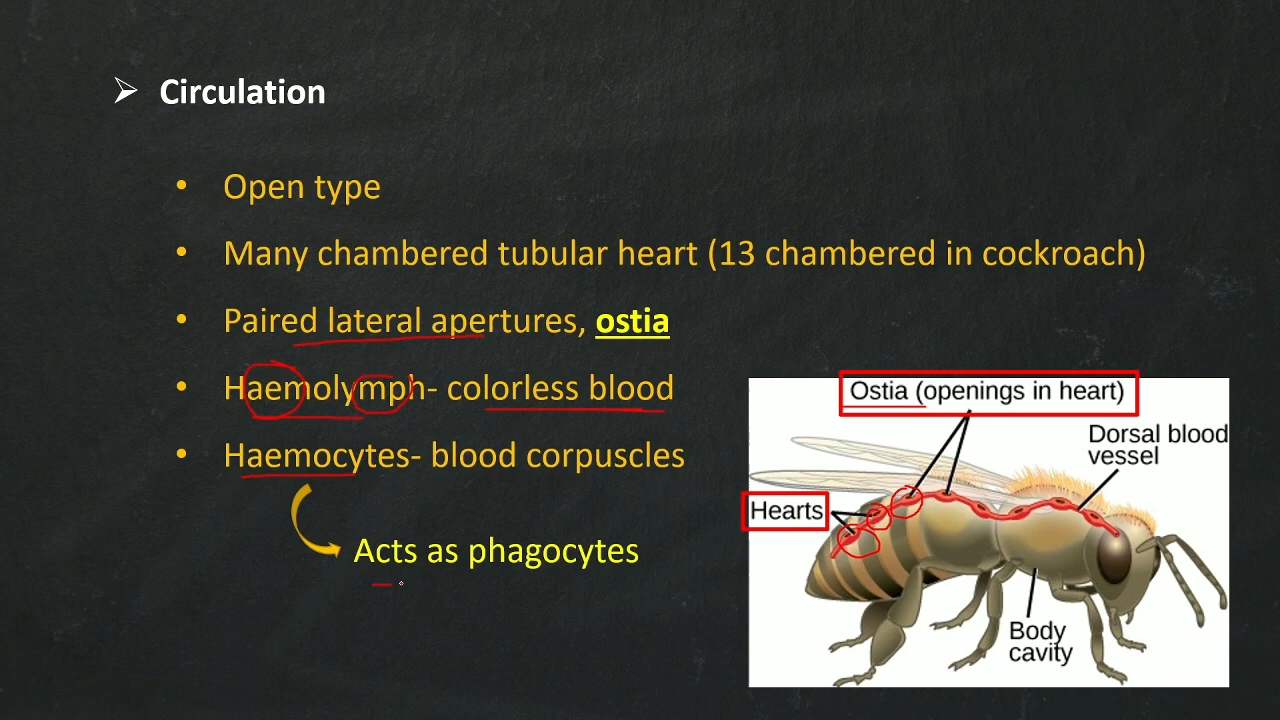 Circulation
Open type
Many chambered tubular heart (13 chambered in cockroach)
Paired lateral apertures, ostia
Haemolymph- colorless blood
Haemocytes- blood corpuscles
Acts as phagocytes
Ostia (openings in heart)
Dorsal blood
vessel
Hearts
Body
cavity